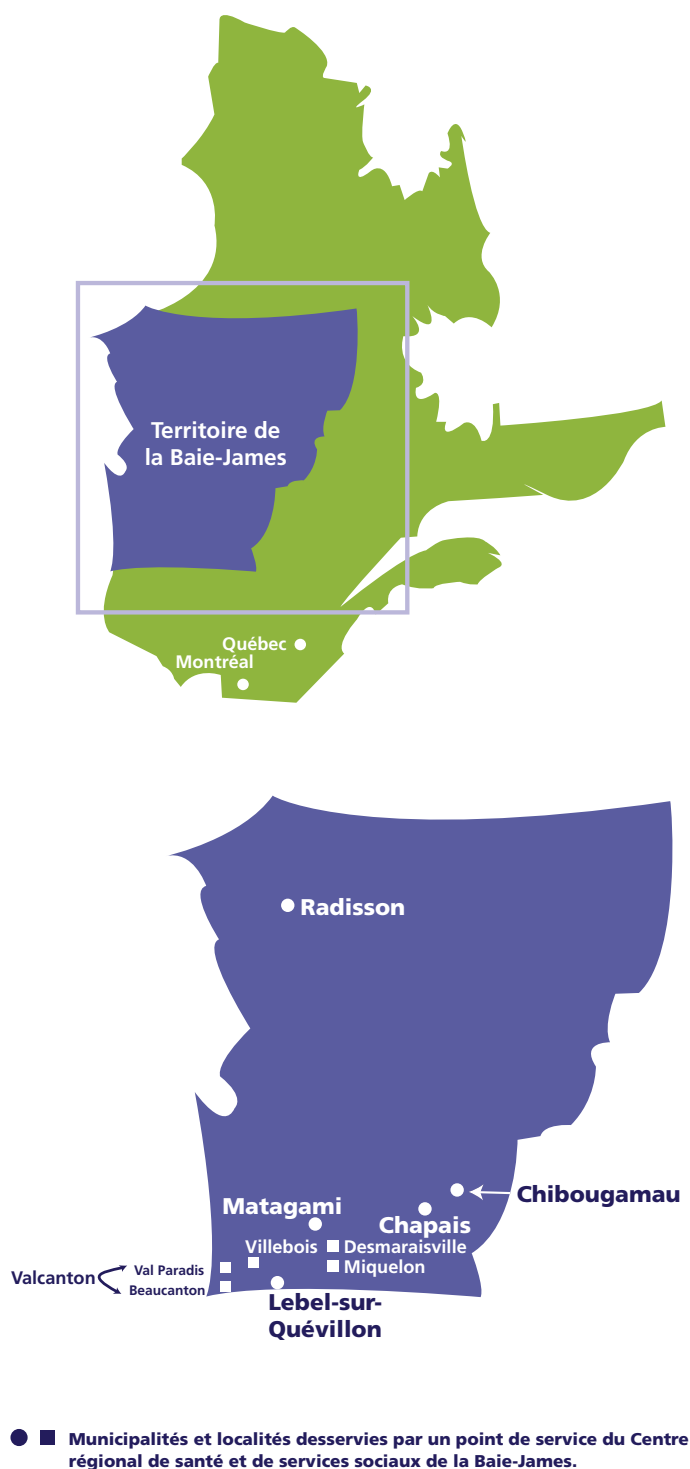 Territoire de
la Baie-James
Québec
Montréal
Radisson
Chibougamau
Matagami
Chapais
Villebois
Desmaraisville
Miquelon
Valcanton
Val Paradis
Beaucanton
Lebel-sur-
Quévillon
Municipalités et localités desservies par un point de service du Centre
régional de santé et de services sociaux de la Baie-James.